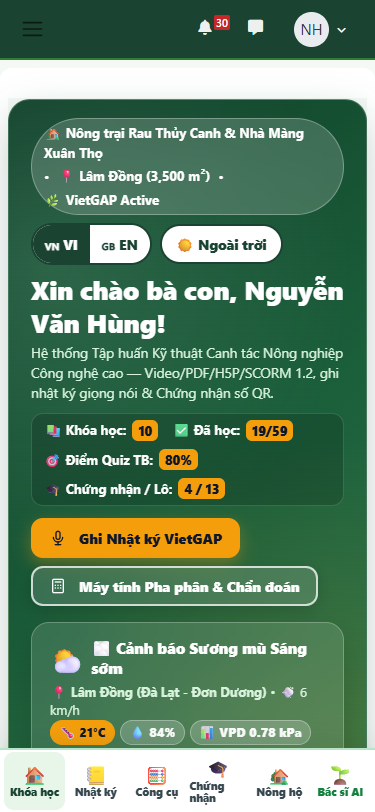 30
NH
Nông trại Rau Thủy Canh & Nhà Màng
Xuân Thọ
• Lâm Đồng (3,500 m²) •
VietGAP Active
VN VI
GB EN
Ngoài trời
Xin chào bà con, Nguyễn
Văn Hùng!
Hệ thống Tập huấn Kỹ thuật Canh tác Nông nghiệp
Công nghệ cao — Video/PDF/H5P/SCORM 1.2, ghi
nhật ký giọng nói & Chứng nhận số QR.
Khóa học: 10 Đã học: 19/59
Điểm Quiz TB: 80%
Chứng nhận / Lô: 4 / 13
Ghi Nhật ký VietGAP
Máy tính Pha phân & Chẩn đoán
Cảnh báo Sương mù Sáng
sớm
Lâm Đồng (Đà Lạt - Đơn Dương) • 6
km/h
21°C 84% VPD 0.78 kPa
Khóa học
Nhật ký
Công cụ
Chứng
nhận
Nông hộ
Bác sĩ AI